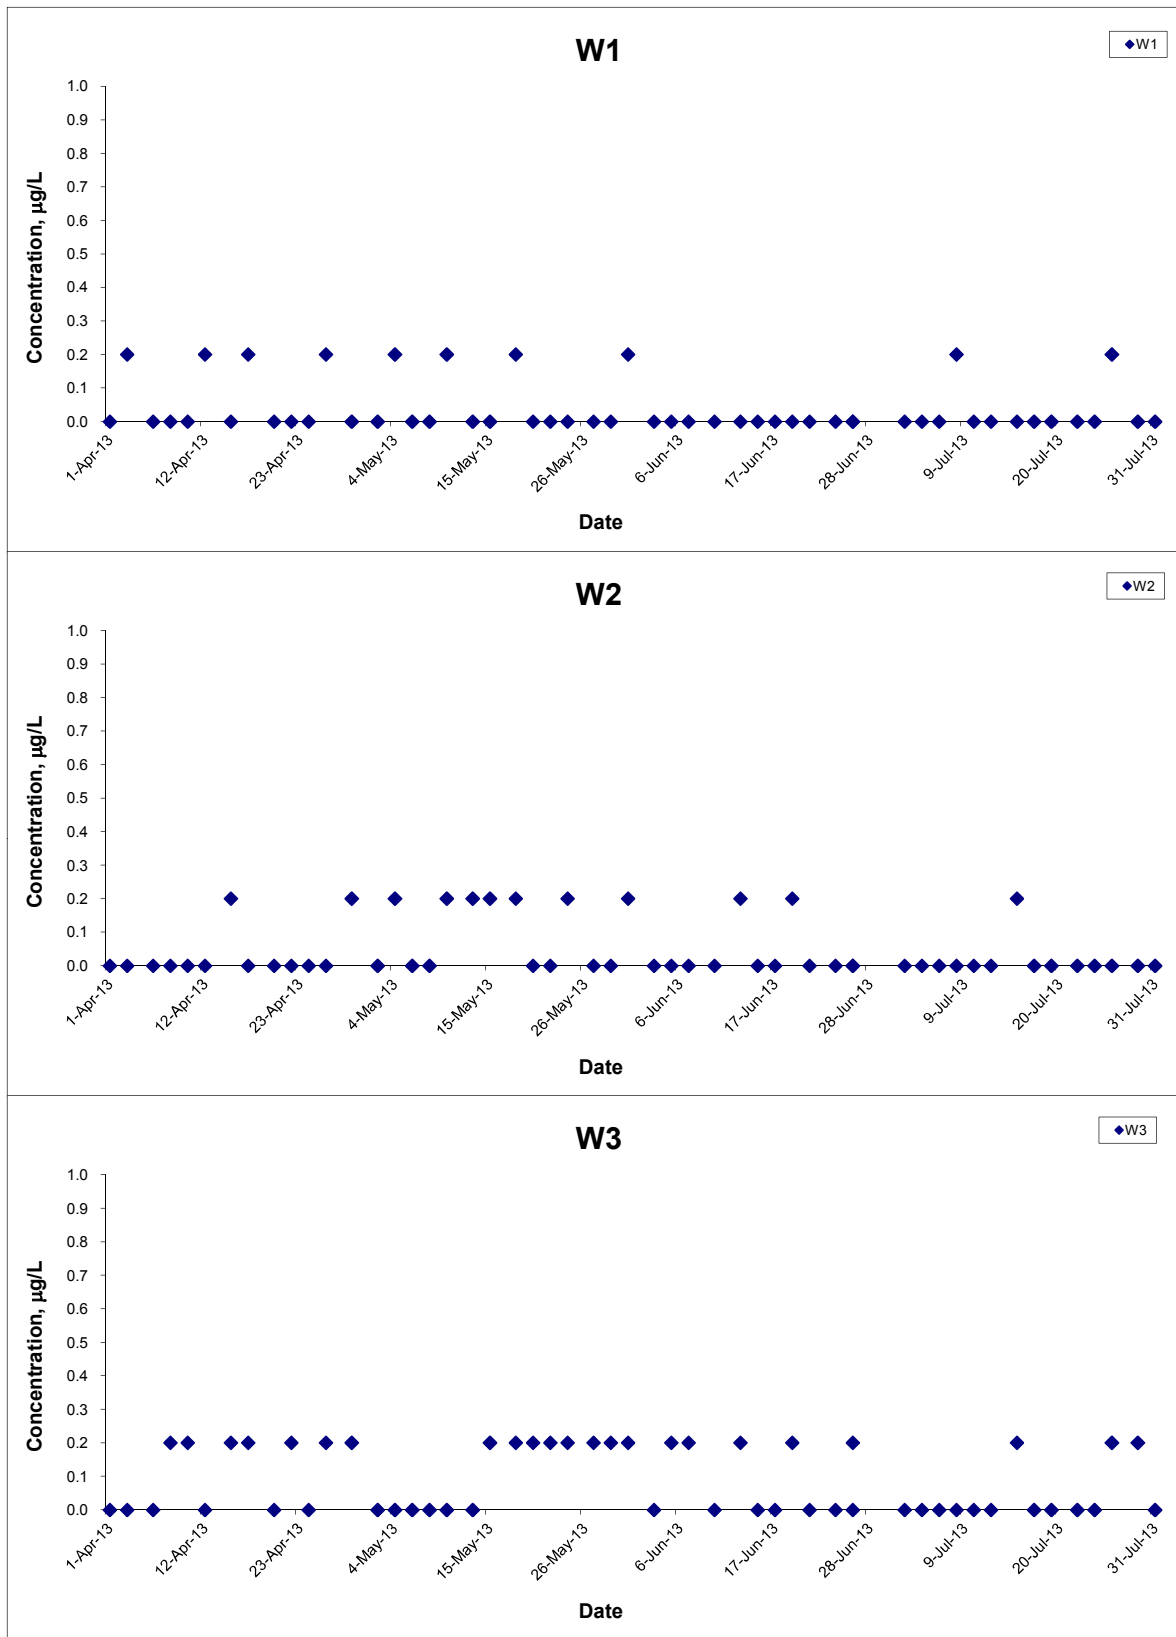 W1
W1
1.0
0.9
0.8
0.7
0.6
0.5
0.4
0.3
0.2
0.1
0.0
Concentration, µg/L
1-Apr-13
12-Apr-13
23-Apr-13
4-May-13
15-May-13
26-May-13
6-Jun-13
17-Jun-13
28-Jun-13
9-Jul-13
20-Jul-13
31-Jul-13
Date
W2
W2
1.0
0.9
0.8
0.7
0.6
0.5
0.4
0.3
0.2
0.1
0.0
Concentration, µg/L
1-Apr-13
12-Apr-13
23-Apr-13
4-May-13
15-May-13
26-May-13
6-Jun-13
17-Jun-13
28-Jun-13
9-Jul-13
20-Jul-13
31-Jul-13
Date
W3
W3
1.0
0.9
0.8
0.7
0.6
0.5
0.4
0.3
0.2
0.1
0.0
Concentration, µg/L
1-Apr-13
12-Apr-13
23-Apr-13
4-May-13
15-May-13
26-May-13
6-Jun-13
17-Jun-13
28-Jun-13
9-Jul-13
20-Jul-13
31-Jul-13
Date